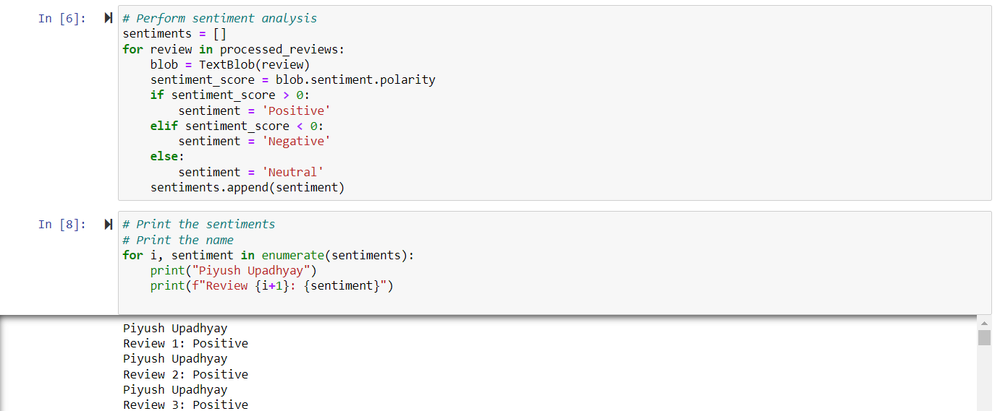 In [6]:
# Perform sentiment analysis
sentiments = []
for review in processed_reviews:
    blob = TextBlob(review)
    sentiment_score = blob.sentiment.polarity
    if sentiment_score > 0:
        sentiment = 'Positive'
    elif sentiment_score < 0:
        sentiment = 'Negative'
    else:
        sentiment = 'Neutral'
    sentiments.append(sentiment)
In [8]:
# Print the sentiments
# Print the name
for i, sentiment in enumerate(sentiments):
    print("Piyush Upadhyay")
    print(f"Review {i+1}: {sentiment}")
Piyush Upadhyay
Review 1: Positive
Piyush Upadhyay
Review 2: Positive
Piyush Upadhyay
Review 3: Positive